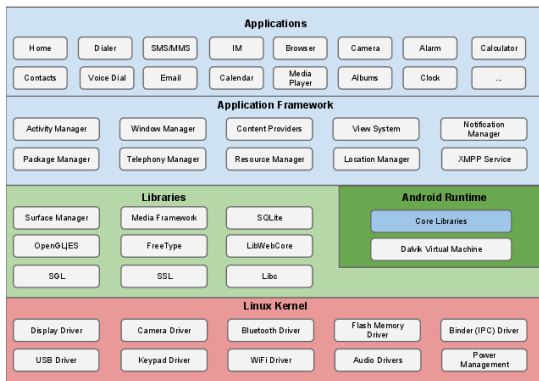 Applications
Home Dialer SMS/MMS IM Browser Camera Alarm Calculator
Contacts Voice Dial Email Calendar Media Player Albums Clock ...
Application Framework
Activity Manager Window Manager Content Providers View System Notification Manager
Package Manager Telephony Manager Resource Manager Location Manager XMPP Service
Libraries
Surface Manager Media Framework SQLite
OpenGL|ES FreeType LibWebCore
SGL SSL Libc
Android Runtime
Core Libraries
Dalvik Virtual Machine
Linux Kernel
Display Driver Camera Driver Bluetooth Driver Flash Memory Driver Binder (IPC) Driver
USB Driver Keypad Driver WiFi Driver Audio Drivers Power Management